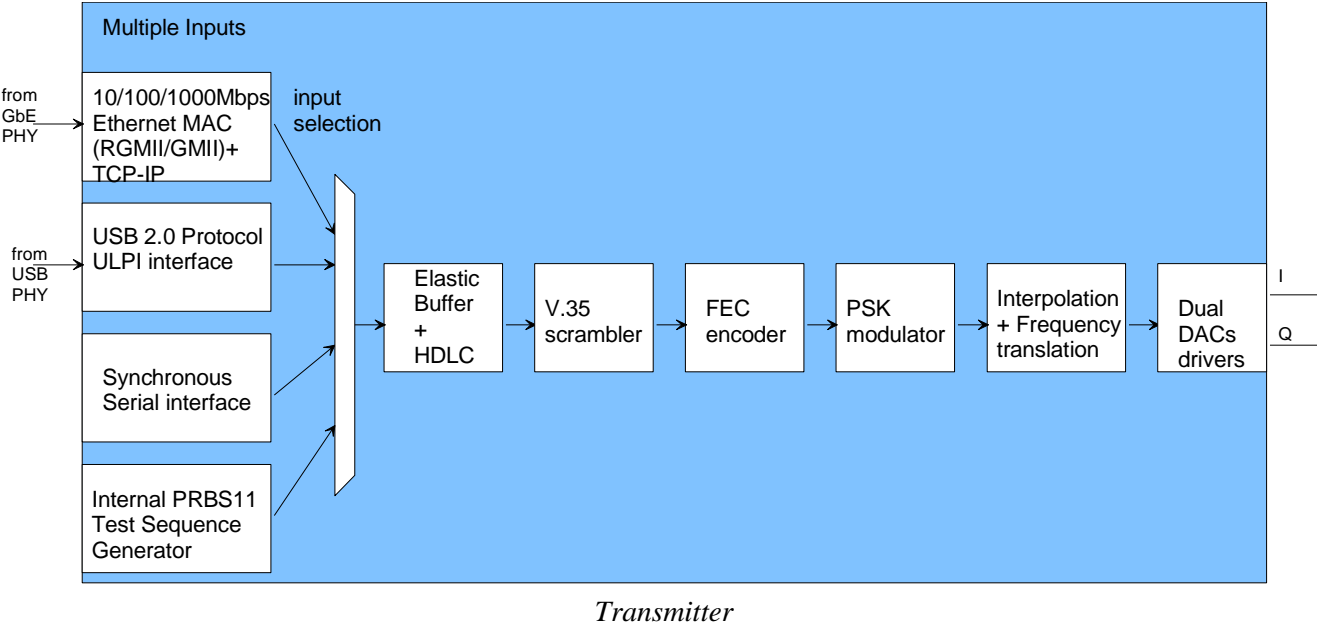 Multiple Inputs
from
GbE
PHY
10/100/1000Mbps
Ethernet MAC
(RGMII/GMII)+
TCP-IP
input
selection
from
USB
PHY
USB 2.0 Protocol
ULPI interface
Synchronous
Serial interface
Internal PRBS11
Test Sequence
Generator
Elastic
Buffer
+
HDLC
V.35
scrambler
FEC
encoder
PSK
modulator
Interpolation
+ Frequency
translation
Dual
DACs
drivers
I
Q
Transmitter